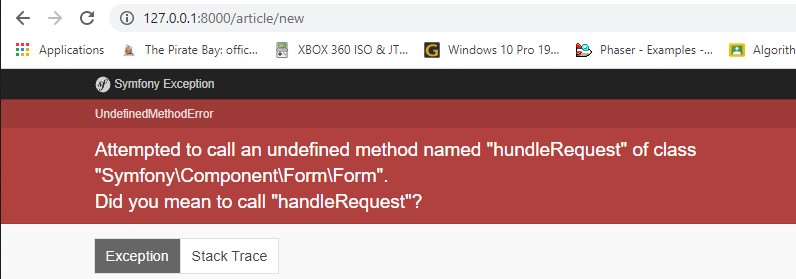 127.0.0.1:8000/article/new
Applications The Pirate Bay: offic... XBOX 360 ISO & JT... Windows 10 Pro 19... Phaser - Examples -... Algorith
Symfony Exception
UndefinedMethodError
Attempted to call an undefined method named "hundleRequest" of class
"Symfony\Component\Form\Form".
Did you mean to call "handleRequest"?
Exception Stack Trace